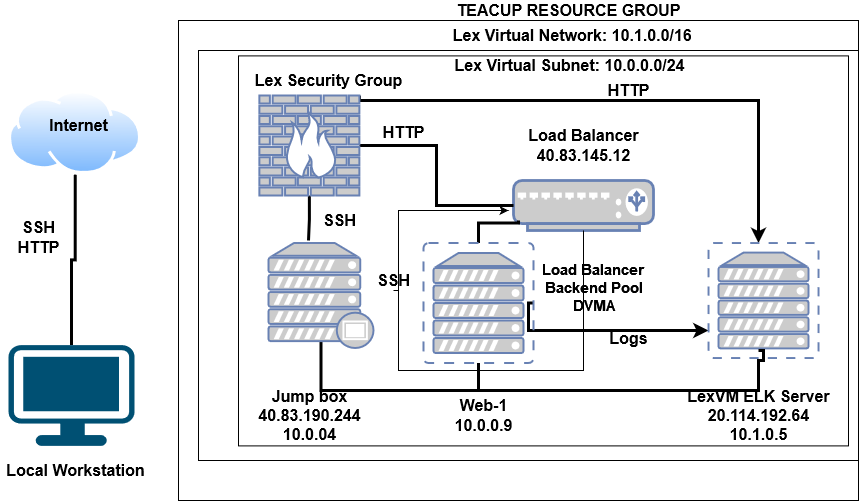 TEACUP RESOURCE GROUP
Lex Virtual Network: 10.1.0.0/16
Lex Virtual Subnet: 10.0.0.0/24
Lex Security Group
HTTP
Internet
HTTP
Load Balancer
40.83.145.12
SSH
HTTP
SSH
SSH
Load Balancer
Backend Pool
DVMA
Logs
Jump box
40.83.190.244
10.0.04
Web-1
10.0.0.9
LexVM ELK Server
20.114.192.64
10.1.0.5
Local Workstation